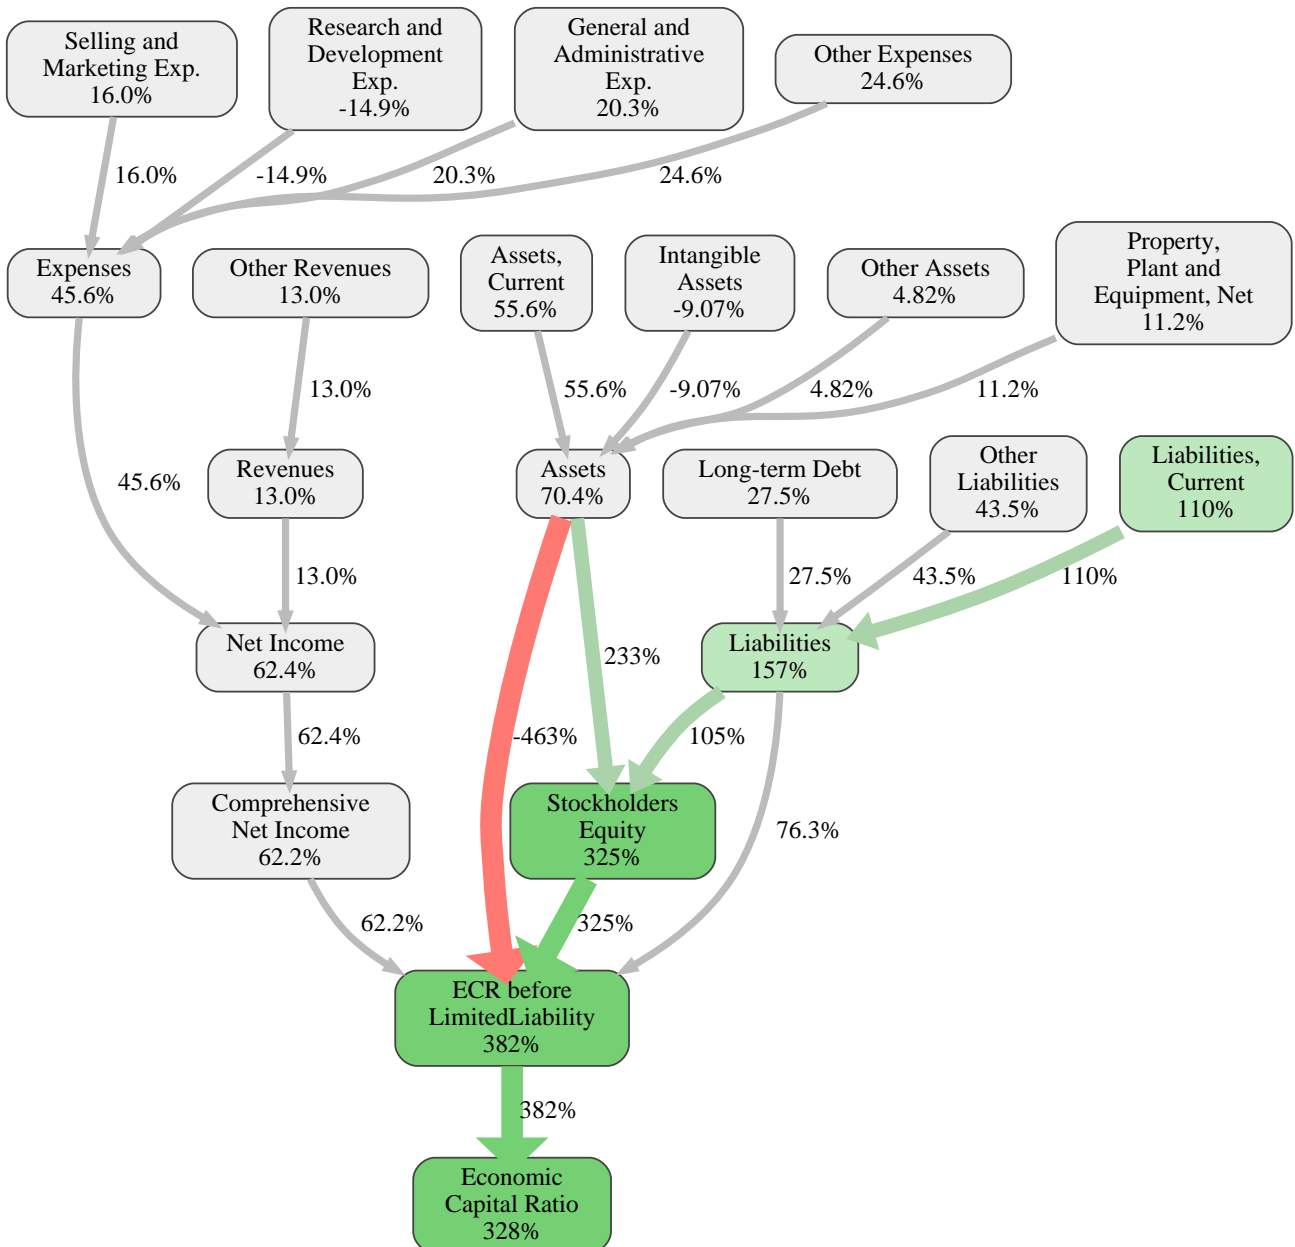 Selling and
Marketing Exp.
16.0%
Research and
Development
Exp.
-14.9%
General and
Administrative
Exp.
20.3%
Other Expenses
24.6%
16.0%
-14.9%
20.3%
24.6%
Expenses
45.6%
Other Revenues
13.0%
Assets,
Current
55.6%
Intangible
Assets
-9.07%
Other Assets
4.82%
Property,
Plant and
Equipment, Net
11.2%
13.0%
55.6%
-9.07%
4.82%
11.2%
45.6%
Revenues
13.0%
Assets
70.4%
Long-term Debt
27.5%
Other
Liabilities
43.5%
Liabilities,
Current
110%
13.0%
27.5%
43.5%
110%
Net Income
62.4%
233%
Liabilities
157%
62.4%
-463%
105%
Comprehensive
Net Income
62.2%
Stockholders
Equity
325%
76.3%
62.2%
325%
ECR before
LimitedLiability
382%
382%
Economic
Capital Ratio
328%